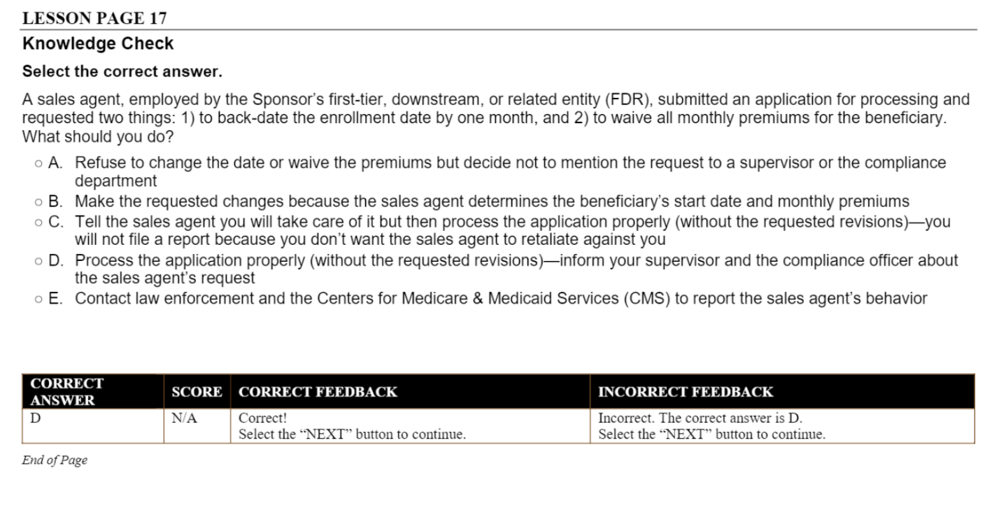 LESSON PAGE 17
Knowledge Check
Select the correct answer.
A sales agent, employed by the Sponsor's first-tier, downstream, or related entity (FDR), submitted an application for processing and
requested two things: 1) to back-date the enrollment date by one month, and 2) to waive all monthly premiums for the beneficiary.
What should you do?
○ A. Refuse to change the date or waive the premiums but decide not to mention the request to a supervisor or the compliance
department
○ B. Make the requested changes because the sales agent determines the beneficiary's start date and monthly premiums
○ C. Tell the sales agent you will take care of it but then process the application properly (without the requested revisions)—you
will not file a report because you don't want the sales agent to retaliate against you
○ D. Process the application properly (without the requested revisions)—inform your supervisor and the compliance officer about
the sales agent's request
○ E. Contact law enforcement and the Centers for Medicare & Medicaid Services (CMS) to report the sales agent's behavior
CORRECT
ANSWER
SCORE
CORRECT FEEDBACK
INCORRECT FEEDBACK
D
N/A
Correct!
Select the “NEXT” button to continue.
Incorrect. The correct answer is D.
Select the “NEXT” button to continue.
End of Page